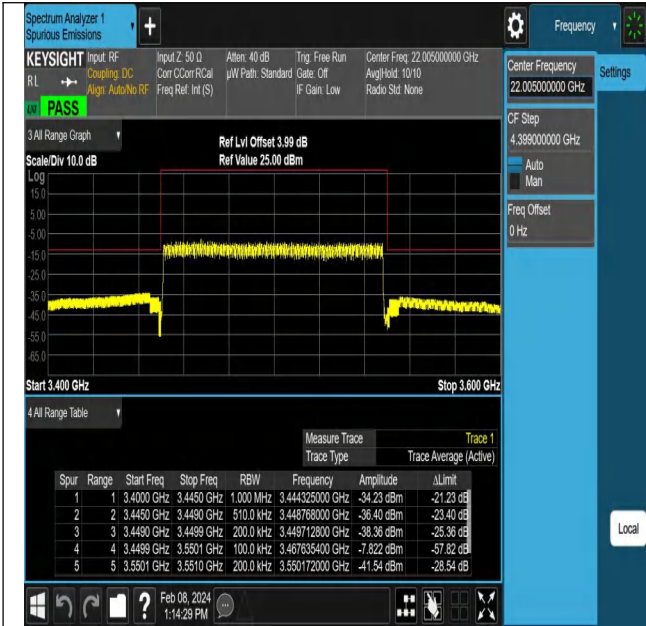 Spectrum Analyzer 1
Spurious Emissions
Frequency
KEYSIGHT
RL
LXI
PASS
Input: RF
Coupling: DC
Align: Auto/No RF
Input Z: 50 Ω
Corr CCorr RCal
Freq Ref: Int (S)
Atten: 40 dB
µW Path: Standard
Trig: Free Run
Gate: Off
IF Gain: Low
Center Freq: 22.005000000 GHz
Avg|Hold: 10/10
Radio Std: None
Center Frequency
22.005000000 GHz
Settings
CF Step
4.399000000 GHz
Auto
Man
Freq Offset
0 Hz
Local
3 All Range Graph
Scale/Div 10.0 dB
Ref Lvl Offset 3.99 dB
Ref Value 25.00 dBm
Log
15.0
5.00
-5.00
-15.0
-25.0
-35.0
-45.0
-55.0
-65.0
Start 3.400 GHz
Stop 3.600 GHz
4 All Range Table
Measure Trace Trace 1
Trace Type Trace Average (Active)
Spur Range Start Freq Stop Freq RBW Frequency Amplitude ΔLimit
1 1 3.4000 GHz 3.4450 GHz 1.000 MHz 3.444325000 GHz -34.23 dBm -21.23 dB
2 2 3.4450 GHz 3.4490 GHz 510.0 kHz 3.448768000 GHz -36.40 dBm -23.40 dB
3 3 3.4490 GHz 3.4499 GHz 200.0 kHz 3.449712800 GHz -38.36 dBm -25.36 dB
4 4 3.4499 GHz 3.5501 GHz 100.0 kHz 3.467635400 GHz -7.822 dBm -57.82 dB
5 5 3.5501 GHz 3.5510 GHz 200.0 kHz 3.550172000 GHz -41.54 dBm -28.54 dB
Feb 08, 2024
1:14:29 PM